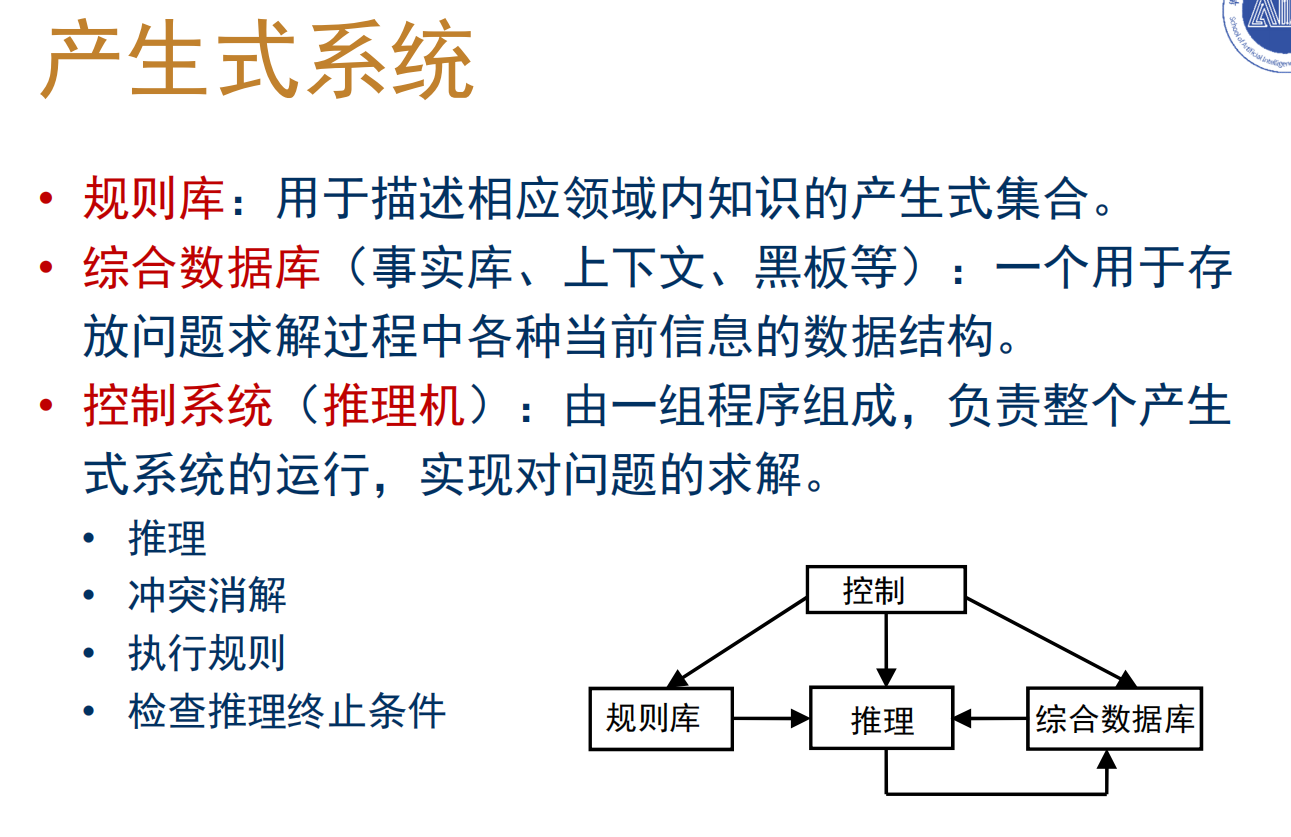 产生式系统
• 规则库：用于描述相应领域内知识的产生式集合。
• 综合数据库（事实库、上下文、黑板等）：一个用于存
放问题求解过程中各种当前信息的数据结构。
• 控制系统（推理机）：由一组程序组成，负责整个产生
式系统的运行，实现对问题的求解。
• 推理
• 冲突消解
• 执行规则
• 检查推理终止条件
控制
规则库
推理
综合数据库
School of Artificial